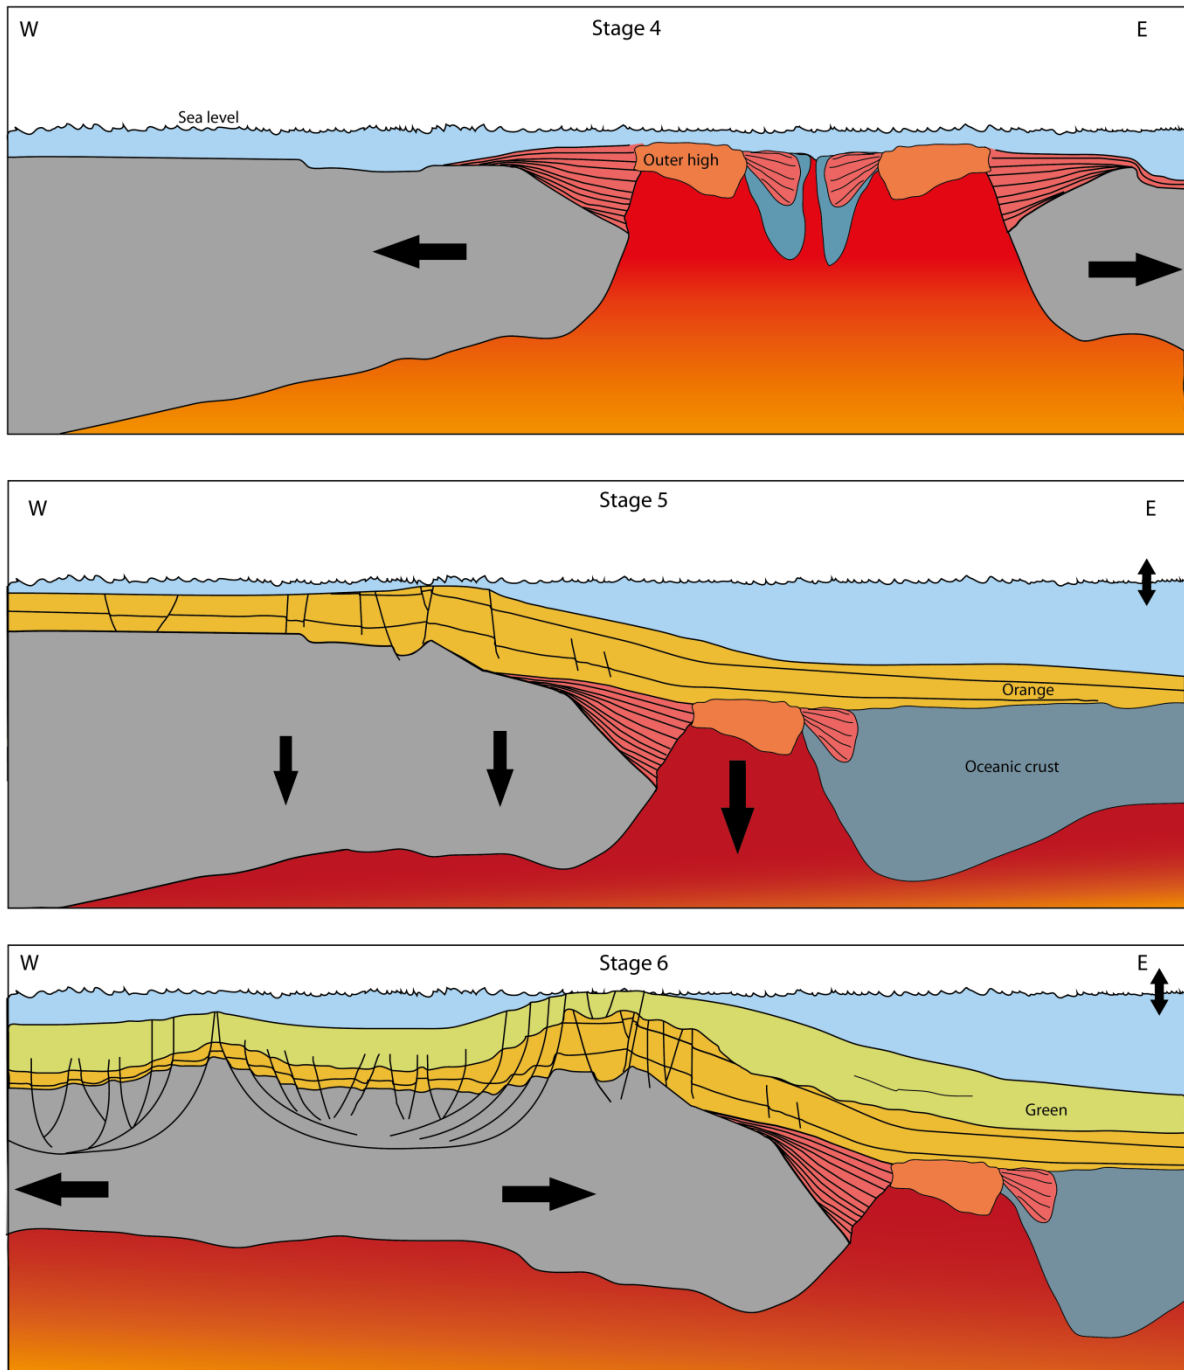 W
Stage 4
E
Sea level
Outer high
W
Stage 5
E
Orange
Oceanic crust
W
Stage 6
E
Green